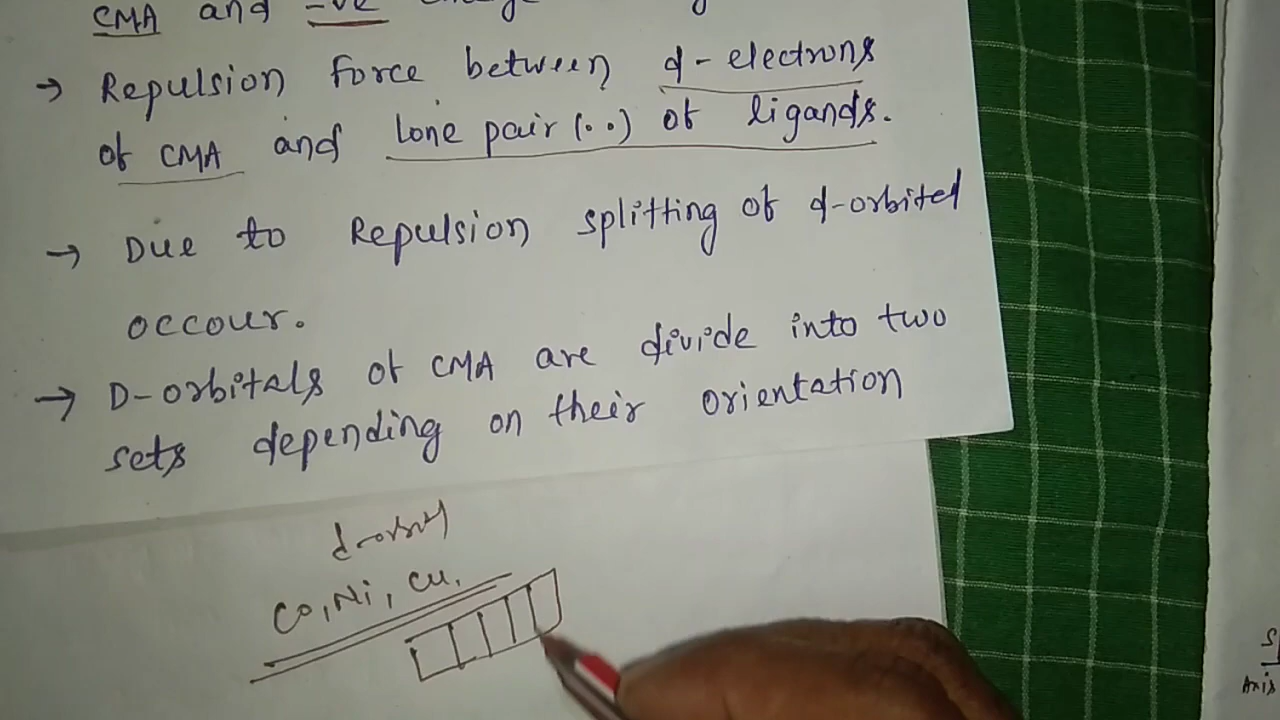 CMA and -ve
→ Repulsion force between d-electrons
of CMA and lone pair (..) of ligands.
→ Due to Repulsion splitting of d-orbital
occour.
→ D-orbitals of CMA are divide into two
sets depending on their orientation
Co, Ni, Cu,
Axis